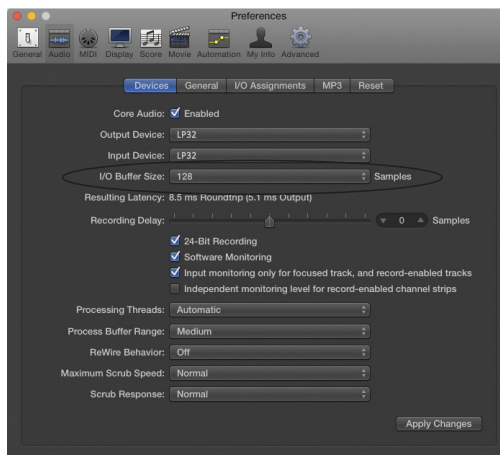 Preferences
General Audio MIDI Display Score Movie Automation My Info Advanced
Devices General I/O Assignments MP3 Reset
Core Audio: Enabled
Output Device: LP32
Input Device: LP32
I/O Buffer Size: 128 Samples
Resulting Latency: 8.5 ms Roundtrip (5.1 ms Output)
Recording Delay: 0 Samples
24-Bit Recording
Software Monitoring
Input monitoring only for focused track, and record-enabled tracks
Independent monitoring level for record-enabled channel strips
Processing Threads: Automatic
Process Buffer Range: Medium
ReWire Behavior: Off
Maximum Scrub Speed: Normal
Scrub Response: Normal
Apply Changes